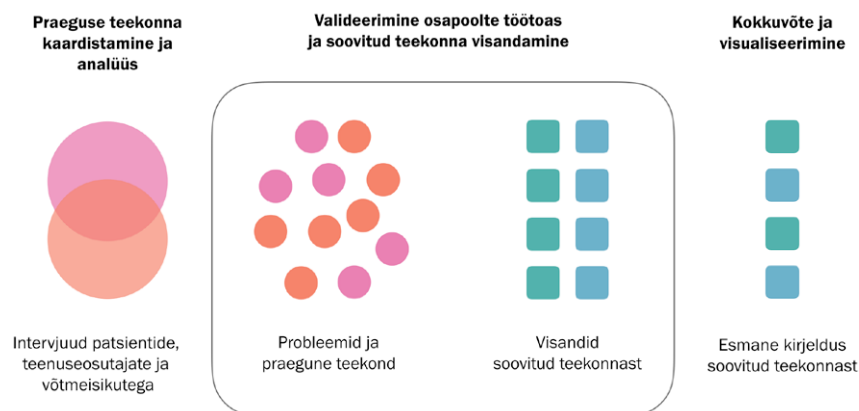 Praeguse teekonna
kaardistamine ja
analüüs
Valideerimine osapoolte töötoas
ja soovitud teekonna visandamine
Kokkuvõte ja
visualiseerimine
Intervjuud patsientide,
teenuseosutajate ja
võtmeisikutega
Probleemid ja
praegune teekond
Visandid
soovitud teekonnast
Esmane kirjeldus
soovitud teekonnast